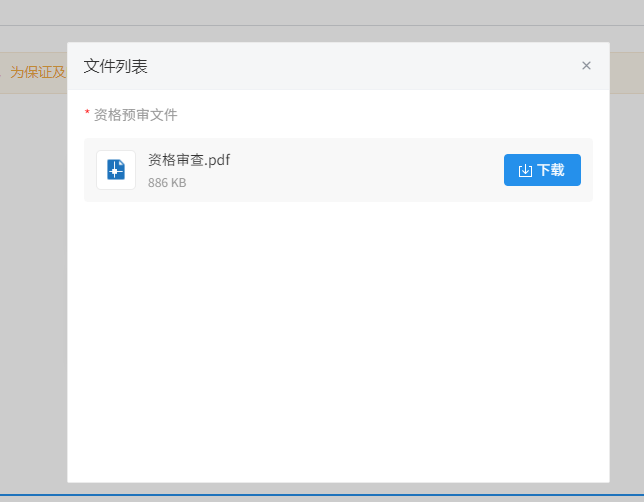 为保证及
文件列表
* 资格预审文件
资格审查.pdf
886 KB
下载